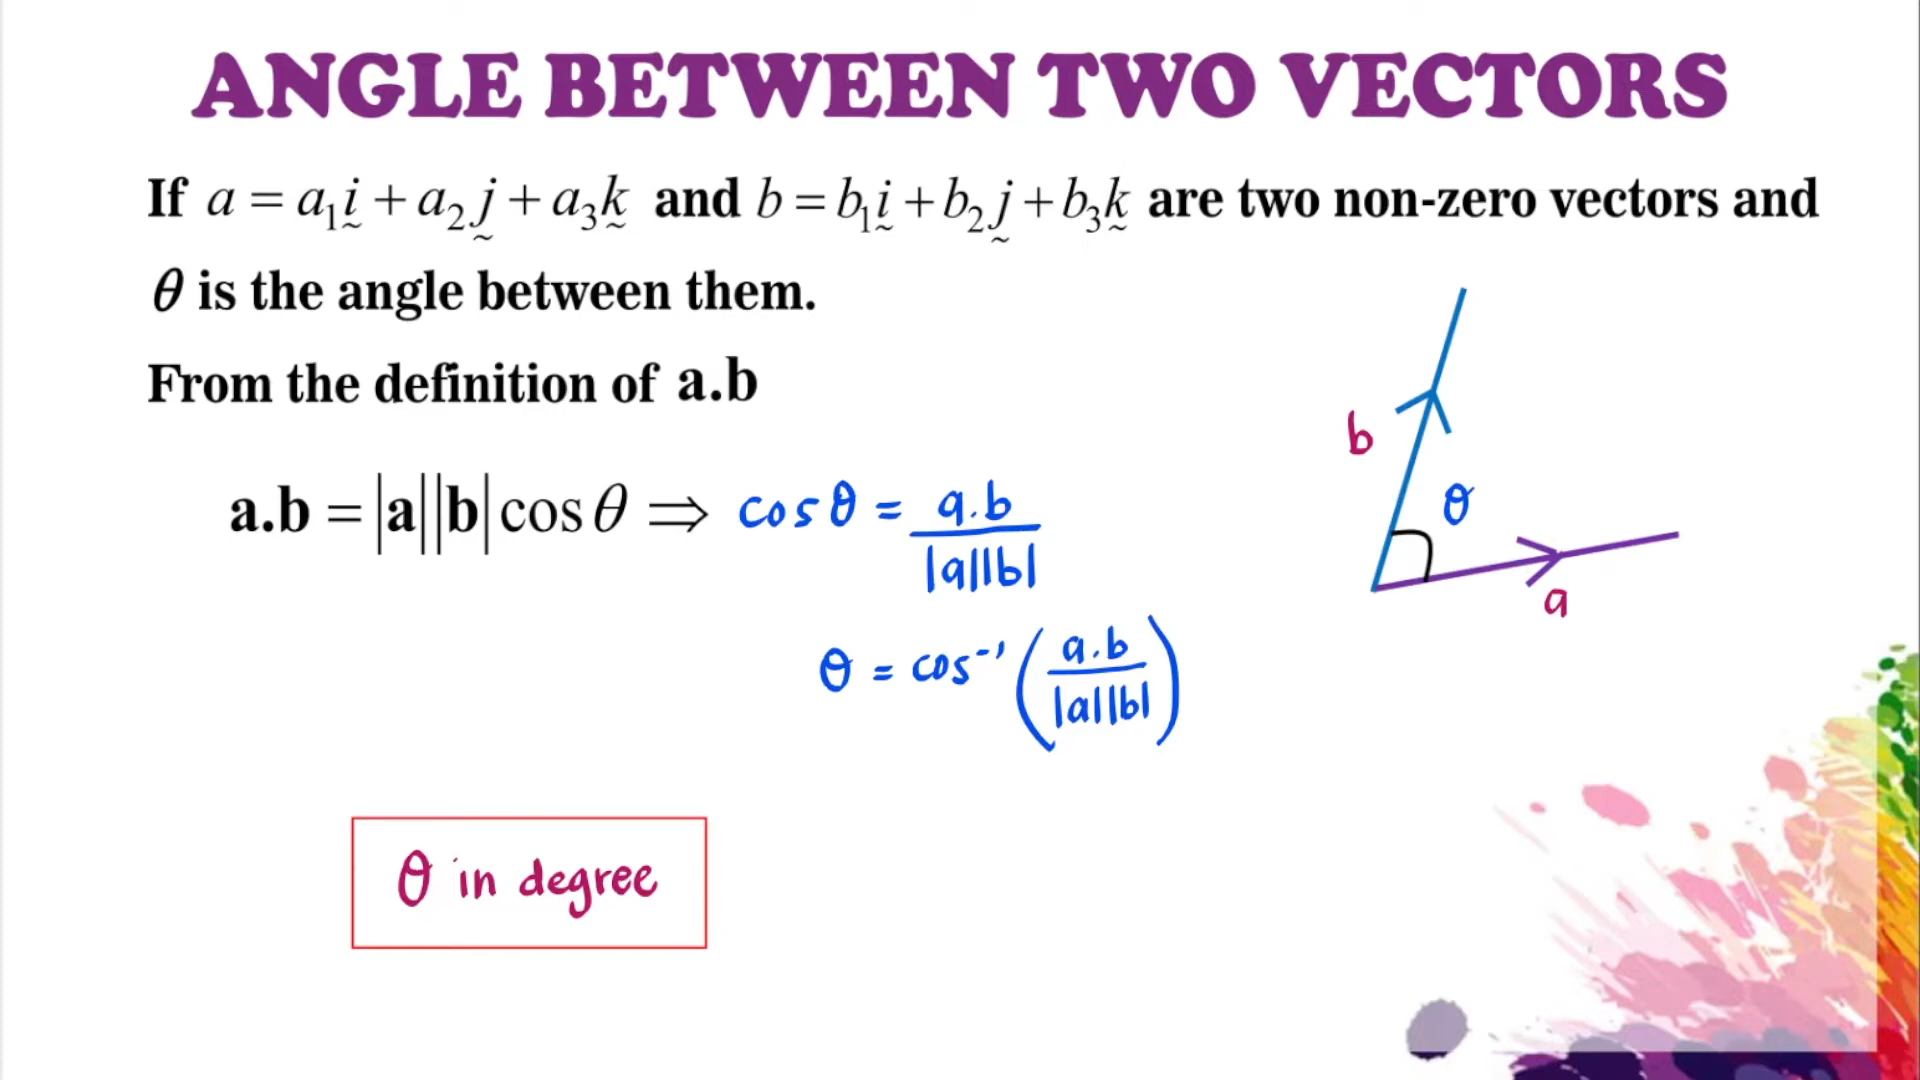 ANGLE BETWEEN TWO VECTORS
If a = a₁i + a₂j + a₃k and b = b₁i + b₂j + b₃k are two non-zero vectors and
θ is the angle between them.
From the definition of a.b
a.b = |a||b| cos θ ⇒ cos θ = a.b / |a||b|
θ = cos⁻¹ (a.b / |a||b|)
b
θ
a
θ in degree